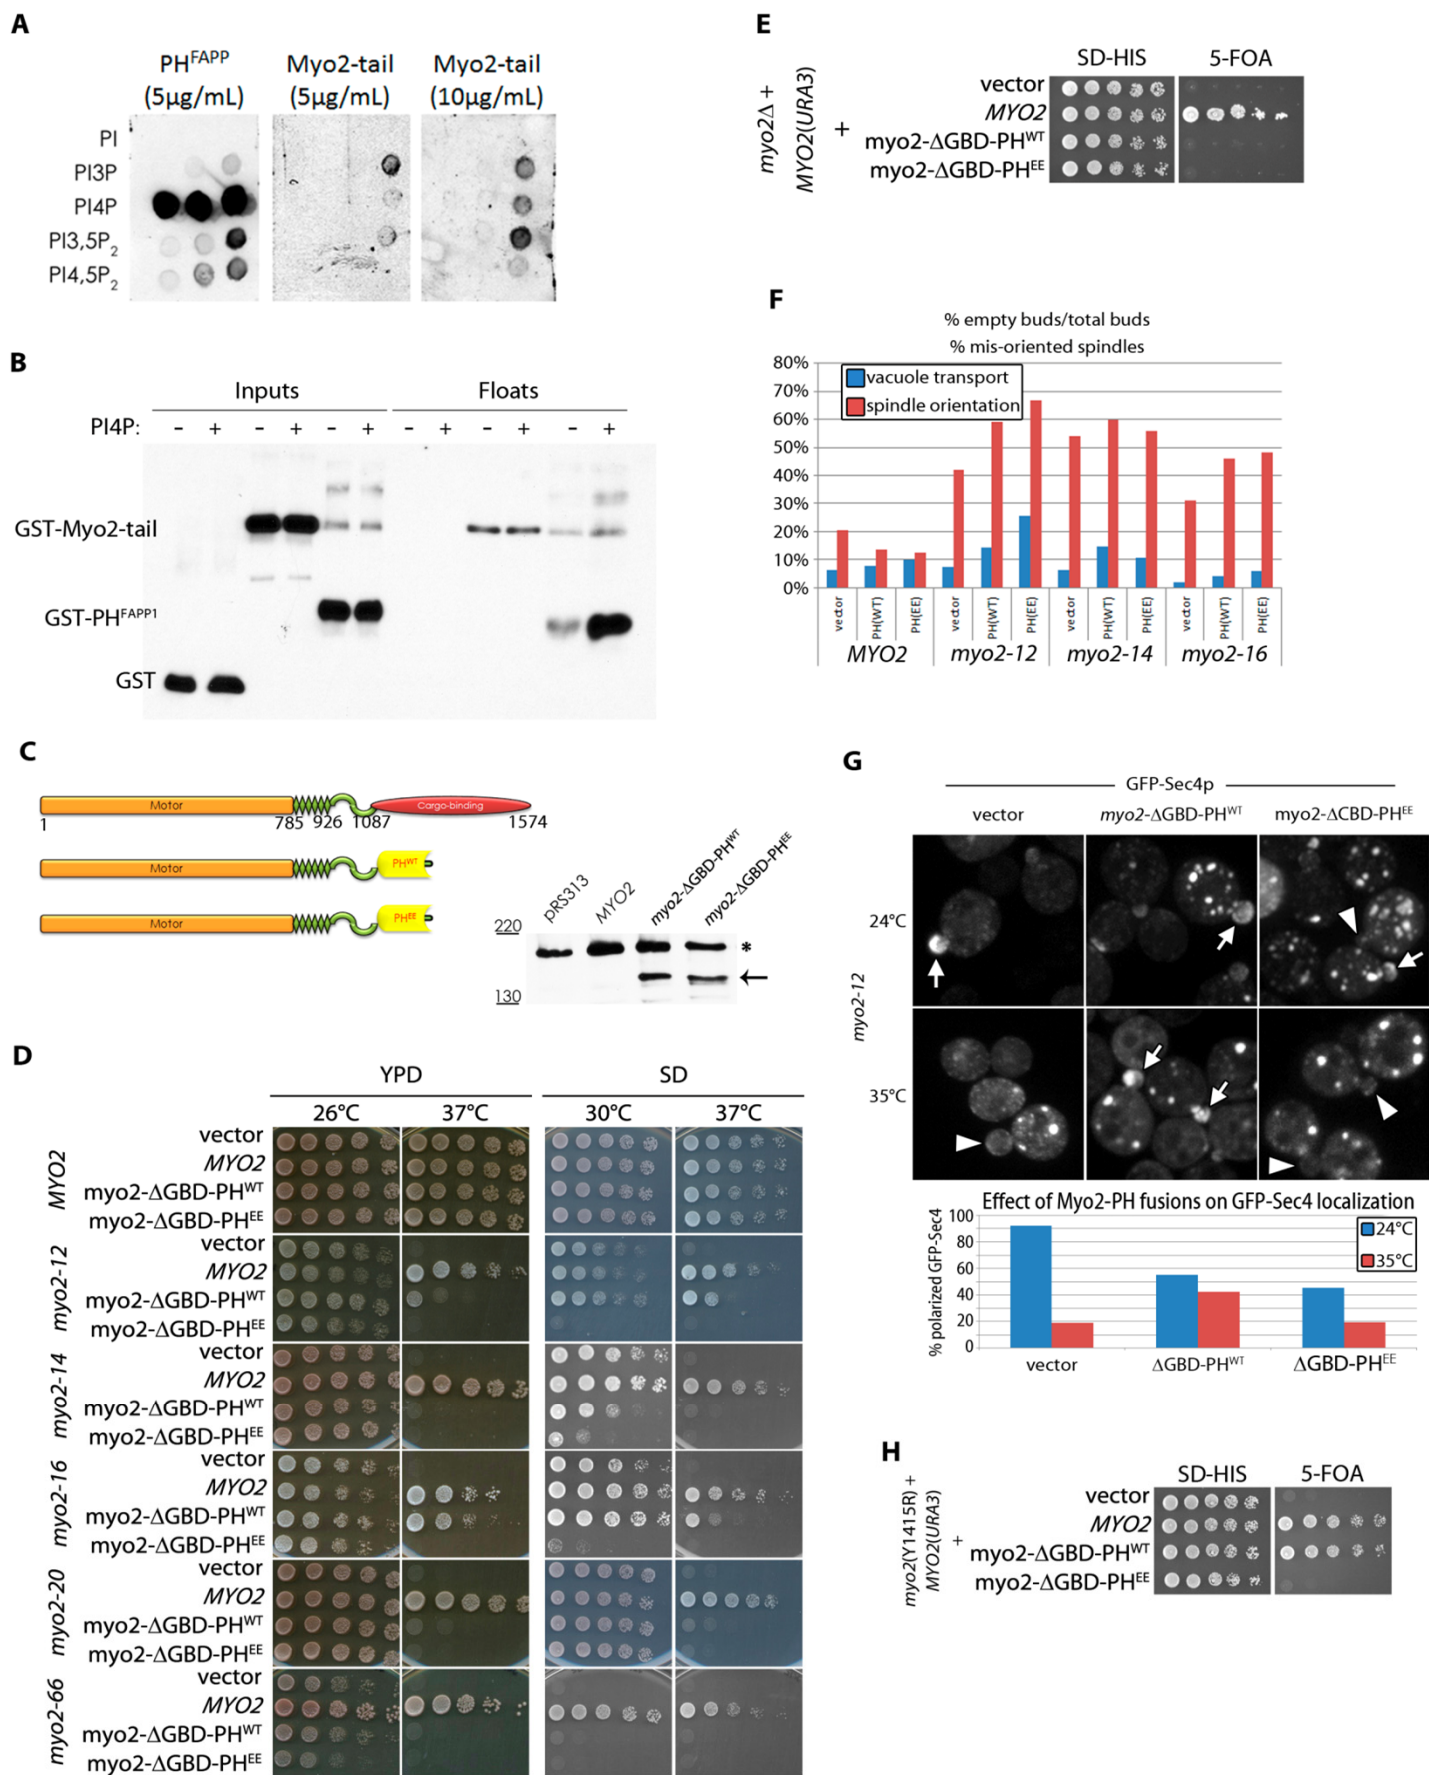 A
PH^FAPP (5µg/mL)
Myo2-tail (5µg/mL)
Myo2-tail (10µg/mL)
PI
PI3P
PI4P
PI3,5P₂
PI4,5P₂
B
Inputs
Floats
PI4P: - + - + - + - + - + - +
GST-Myo2-tail
GST-PH^FAPP1
GST
C
Motor
Cargo-binding
1
785
926
1087
1574
Motor
PH^WT
Motor
PH^EE
pRS313
MYO2
myo2-ΔGBD-PH^WT
myo2-ΔGBD-PH^EE
220
*
130
D
YPD
SD
26°C
37°C
30°C
37°C
MYO2
vector
MYO2
myo2-ΔGBD-PH^WT
myo2-ΔGBD-PH^EE
myo2-12
vector
MYO2
myo2-ΔGBD-PH^WT
myo2-ΔGBD-PH^EE
myo2-14
vector
MYO2
myo2-ΔGBD-PH^WT
myo2-ΔGBD-PH^EE
myo2-16
vector
MYO2
myo2-ΔGBD-PH^WT
myo2-ΔGBD-PH^EE
myo2-20
vector
MYO2
myo2-ΔGBD-PH^WT
myo2-ΔGBD-PH^EE
myo2-66
vector
MYO2
myo2-ΔGBD-PH^WT
myo2-ΔGBD-PH^EE
E
SD-HIS
5-FOA
myo2Δ +
MYO2(URA3)
+
vector
MYO2
myo2-ΔGBD-PH^WT
myo2-ΔGBD-PH^EE
F
% empty buds/total buds
% mis-oriented spindles
80%
70%
60%
50%
40%
30%
20%
10%
0%
vacuole transport
spindle orientation
vector PH(WT) PH(EE) vector PH(WT) PH(EE) vector PH(WT) PH(EE) vector PH(WT) PH(EE)
MYO2 myo2-12 myo2-14 myo2-16
G
GFP-Sec4p
vector
myo2-ΔGBD-PH^WT
myo2-ΔCBD-PH^EE
myo2-12
24°C
35°C
Effect of Myo2-PH fusions on GFP-Sec4 localization
% polarized GFP-Sec4
100
80
60
40
20
0
24°C
35°C
vector
ΔGBD-PH^WT
ΔGBD-PH^EE
H
SD-HIS
5-FOA
myo2(Y1415R) +
MYO2(URA3)
+
vector
MYO2
myo2-ΔGBD-PH^WT
myo2-ΔGBD-PH^EE